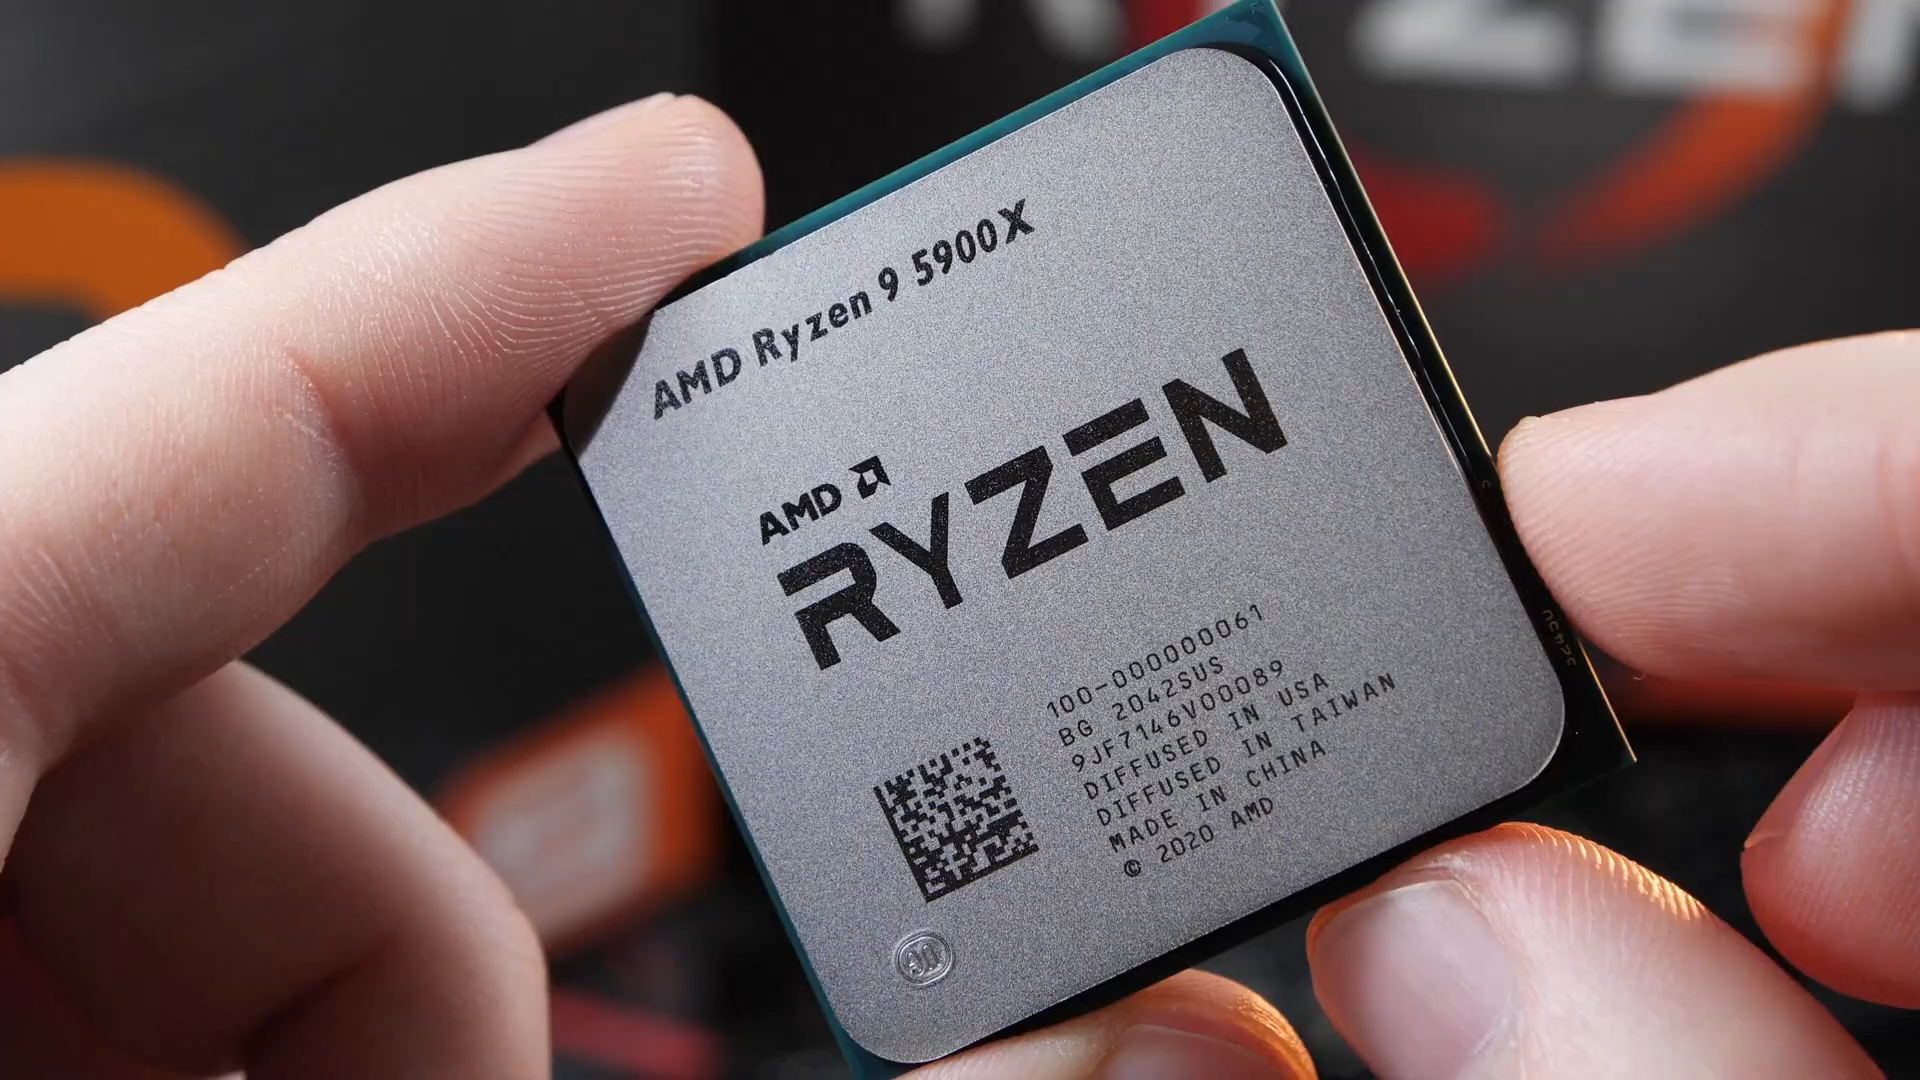 AMD Ryzen 9 5900X
AMD
RYZEN
100-000000061
BG 2042SUS
9JF7146V00089
DIFFUSED IN USA
DIFFUSED IN TAIWAN
MADE IN CHINA
© 2020 AMD